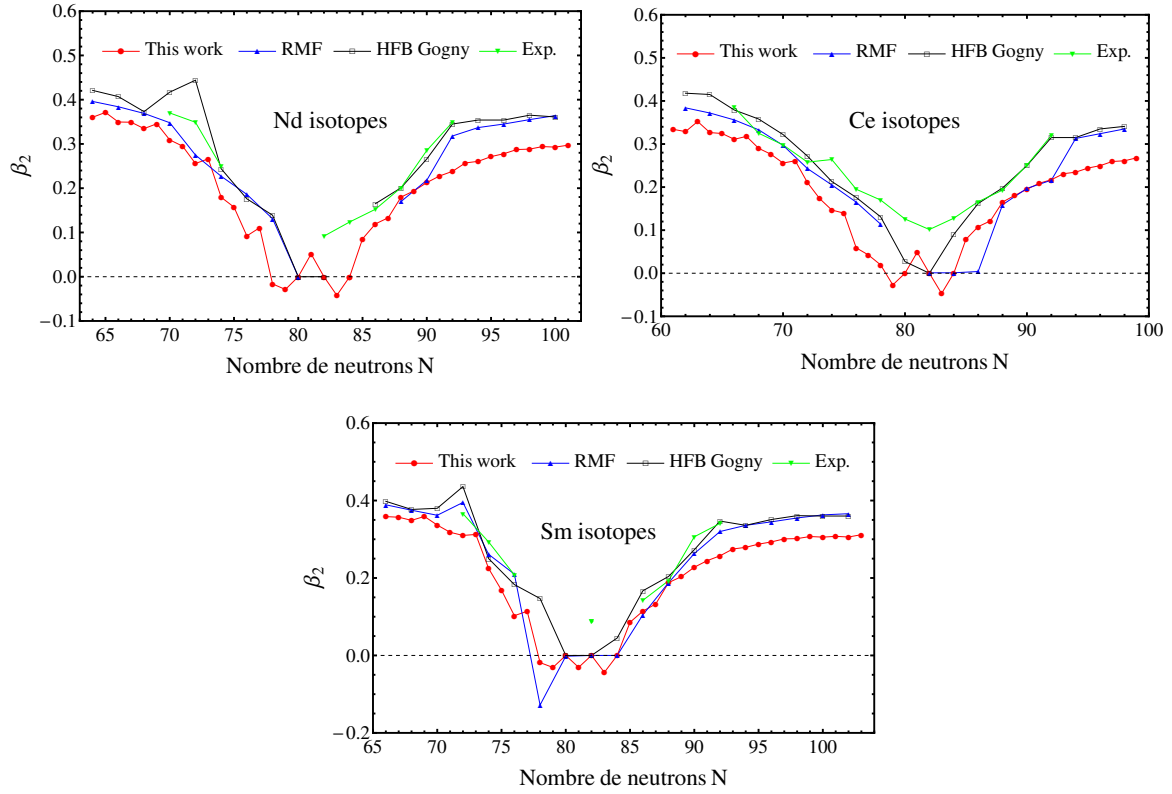 This work RMF HFB Gogny Exp.
Nd isotopes
β2
0.6
0.5
0.4
0.3
0.2
0.1
0.0
−0.1
65 70 75 80 85 90 95 100
Nombre de neutrons N
This work RMF HFB Gogny Exp.
Ce isotopes
β2
0.6
0.5
0.4
0.3
0.2
0.1
0.0
−0.1
60 70 80 90 100
Nombre de neutrons N
This work RMF HFB Gogny Exp.
Sm isotopes
β2
0.6
0.4
0.2
0.0
−0.2
65 70 75 80 85 90 95 100
Nombre de neutrons N